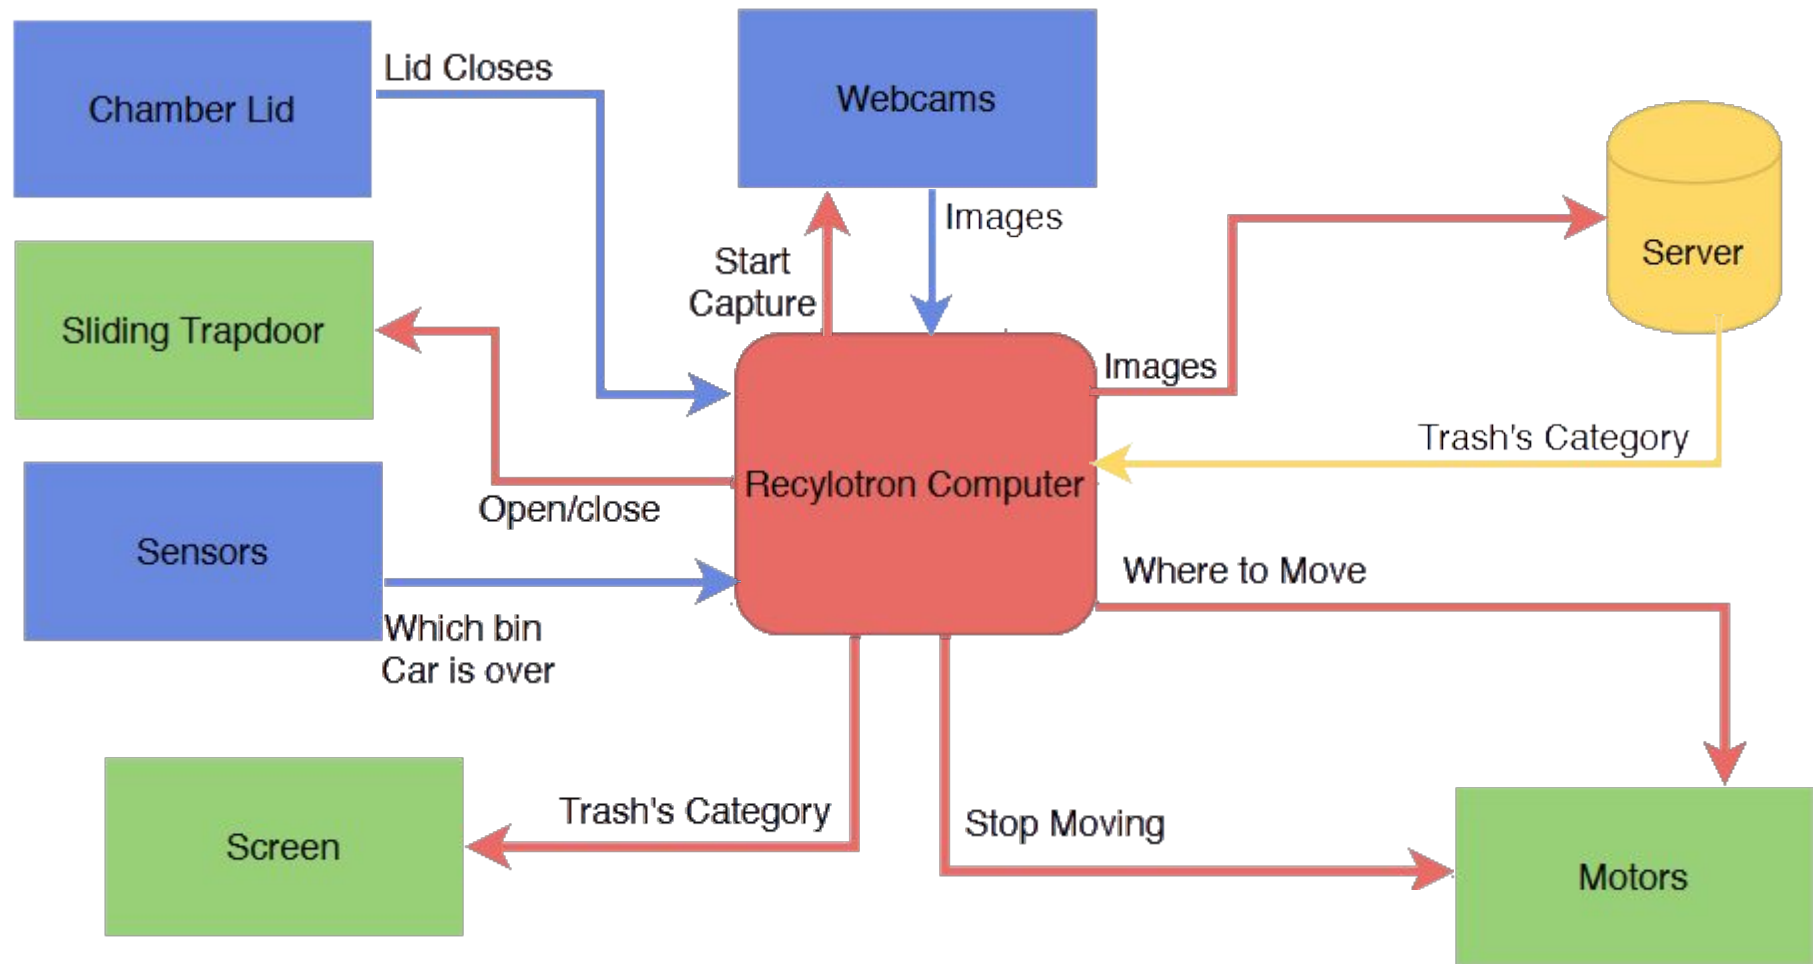 Chamber Lid
Lid Closes
Webcams
Images
Start
Capture
Server
Sliding Trapdoor
Open/close
Images
Trash's Category
Recylotron Computer
Sensors
Which bin
Car is over
Where to Move
Screen
Trash's Category
Stop Moving
Motors